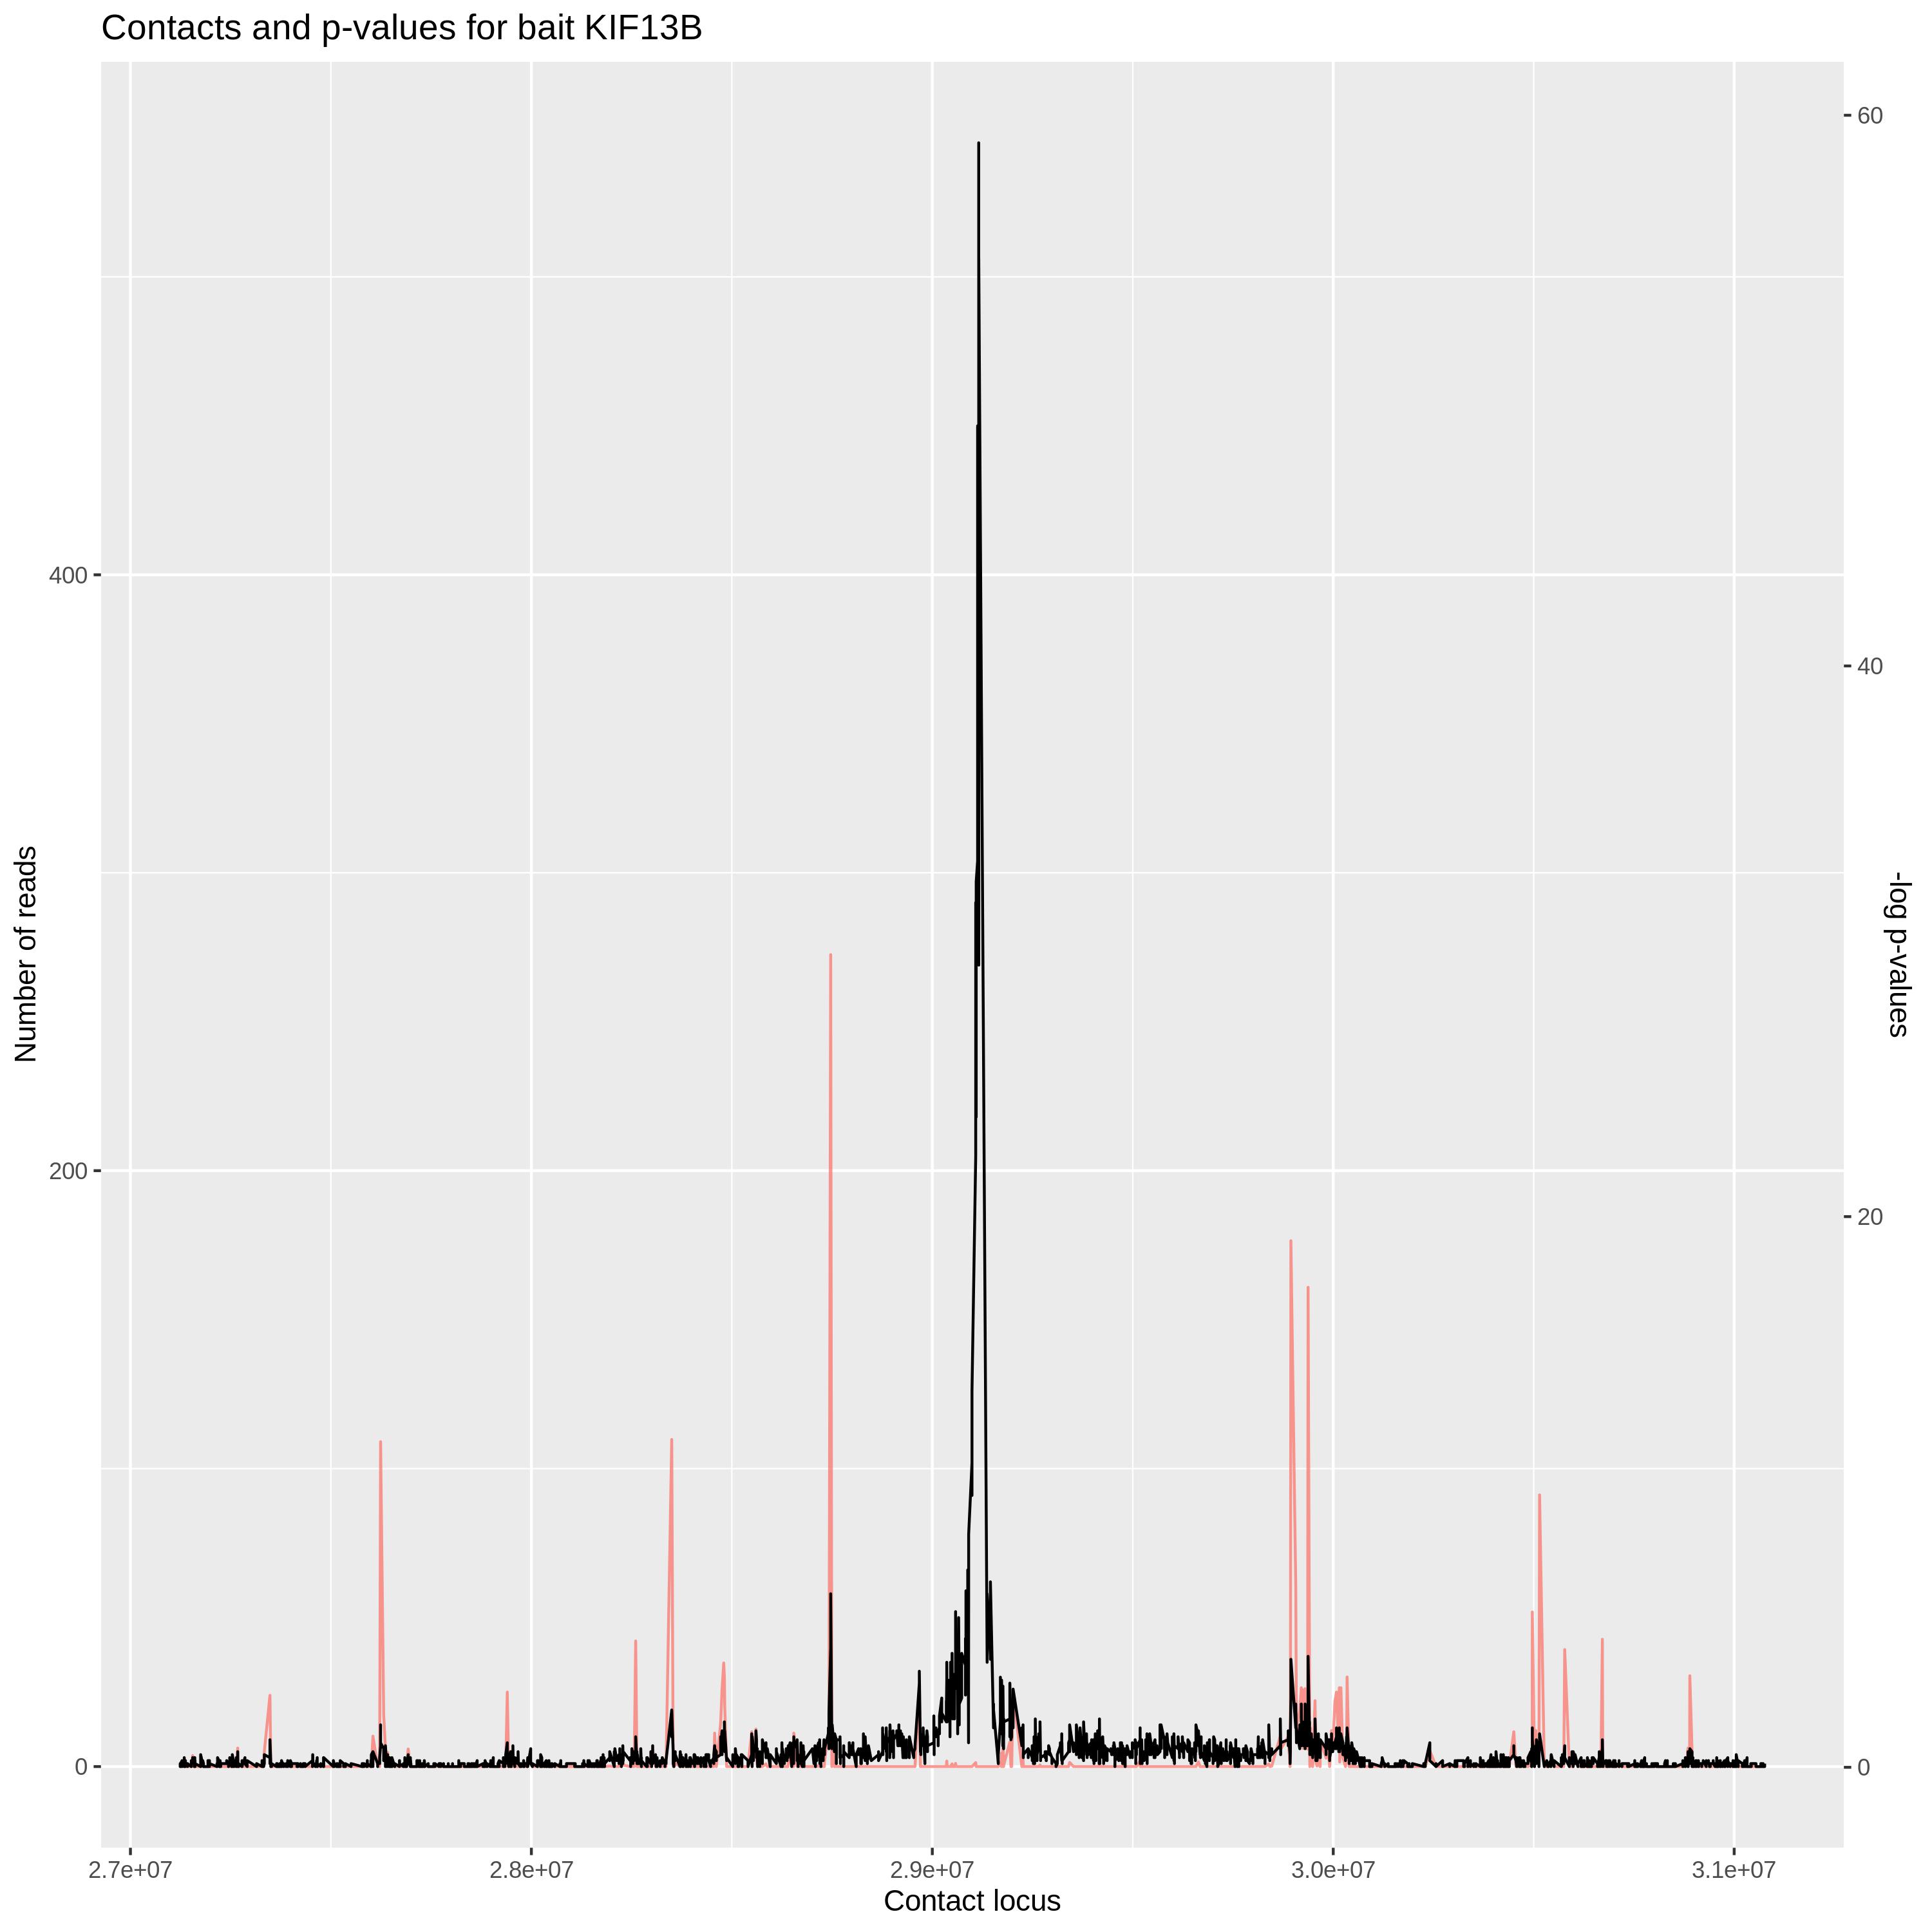 Contacts and p-values for bait KIF13B
60
400
40
Number of reads
-log p-values
200
20
0
0
2.7e+07
2.8e+07
2.9e+07
3.0e+07
3.1e+07
Contact locus